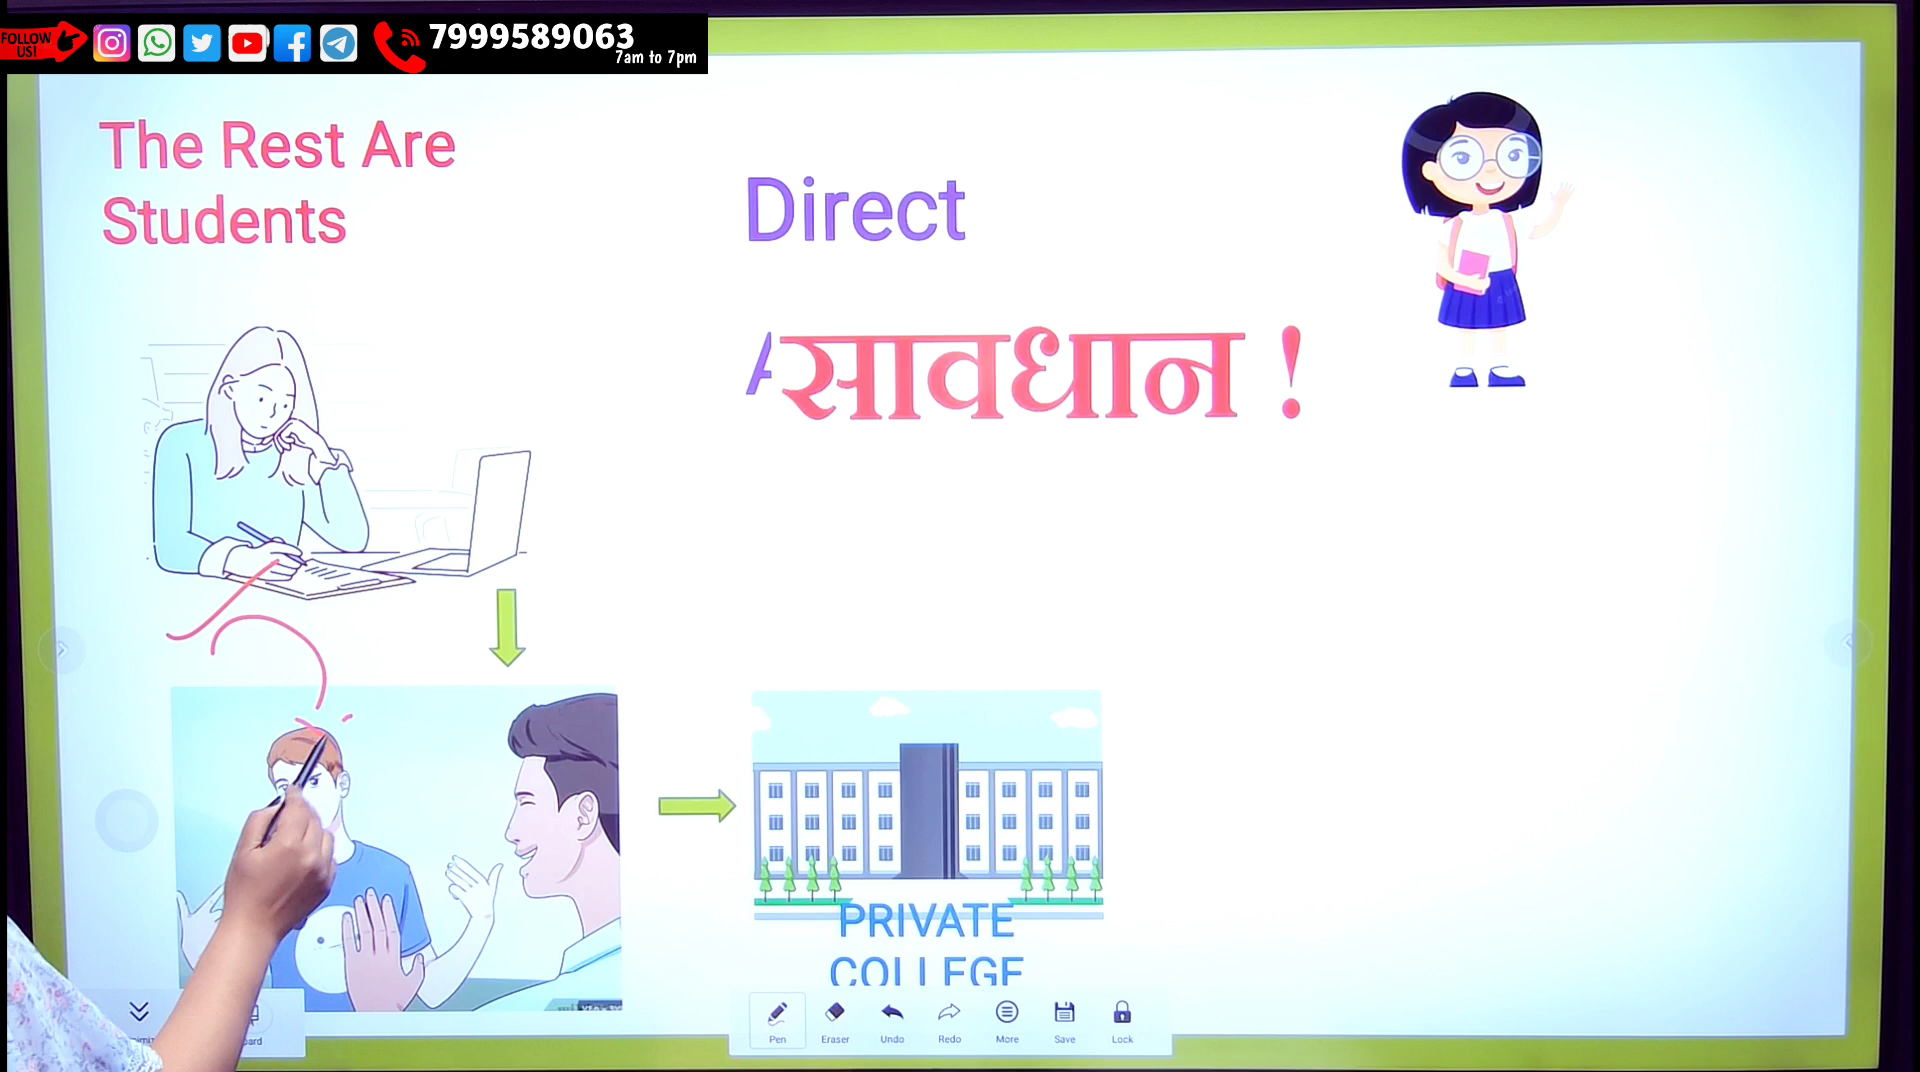 FOLLOW
US!
7999589063
7am to 7pm
The Rest Are
Students
Direct
A
सावधान !
PRIVATE
COLLEGE
Pen
Eraser
Undo
Redo
More
Save
Lock